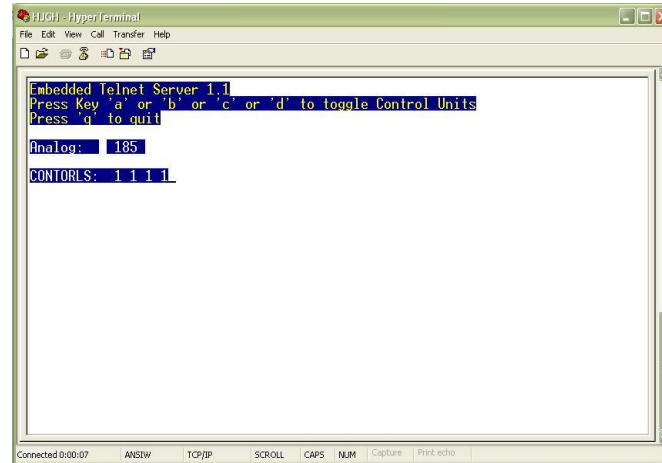 HJGH - HyperTerminal
File Edit View Call Transfer Help
Embedded Telnet Server 1.1
Press Key 'a' or 'b' or 'c' or 'd' to toggle Control Units
Press 'q' to quit
Analog: 185
CONTORLS: 1 1 1 1_
Connected 0:00:07 ANSIW TCP/IP SCROLL CAPS NUM Capture Print echo